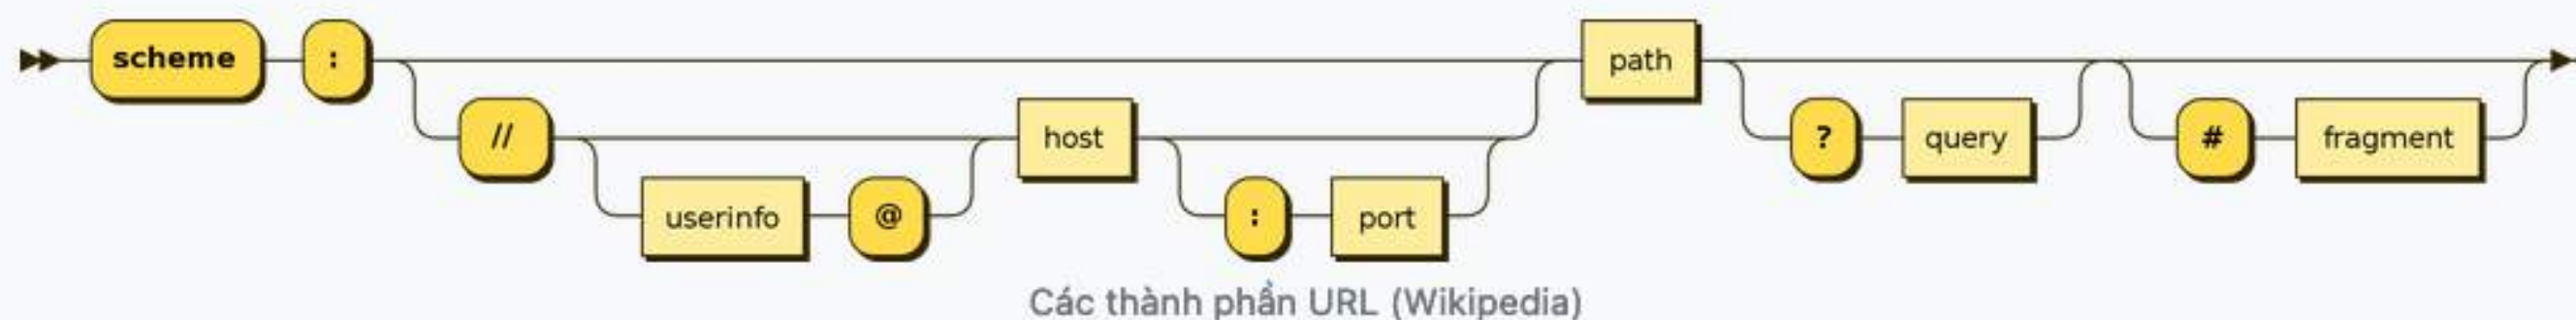 scheme : path
// host ? query # fragment
userinfo @ : port
Các thành phần URL (Wikipedia)